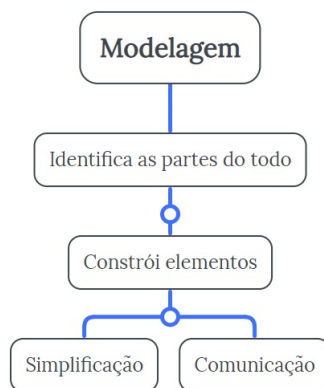 Modelagem
Identifica as partes do todo
Constrói elementos
Simplificação
Comunicação